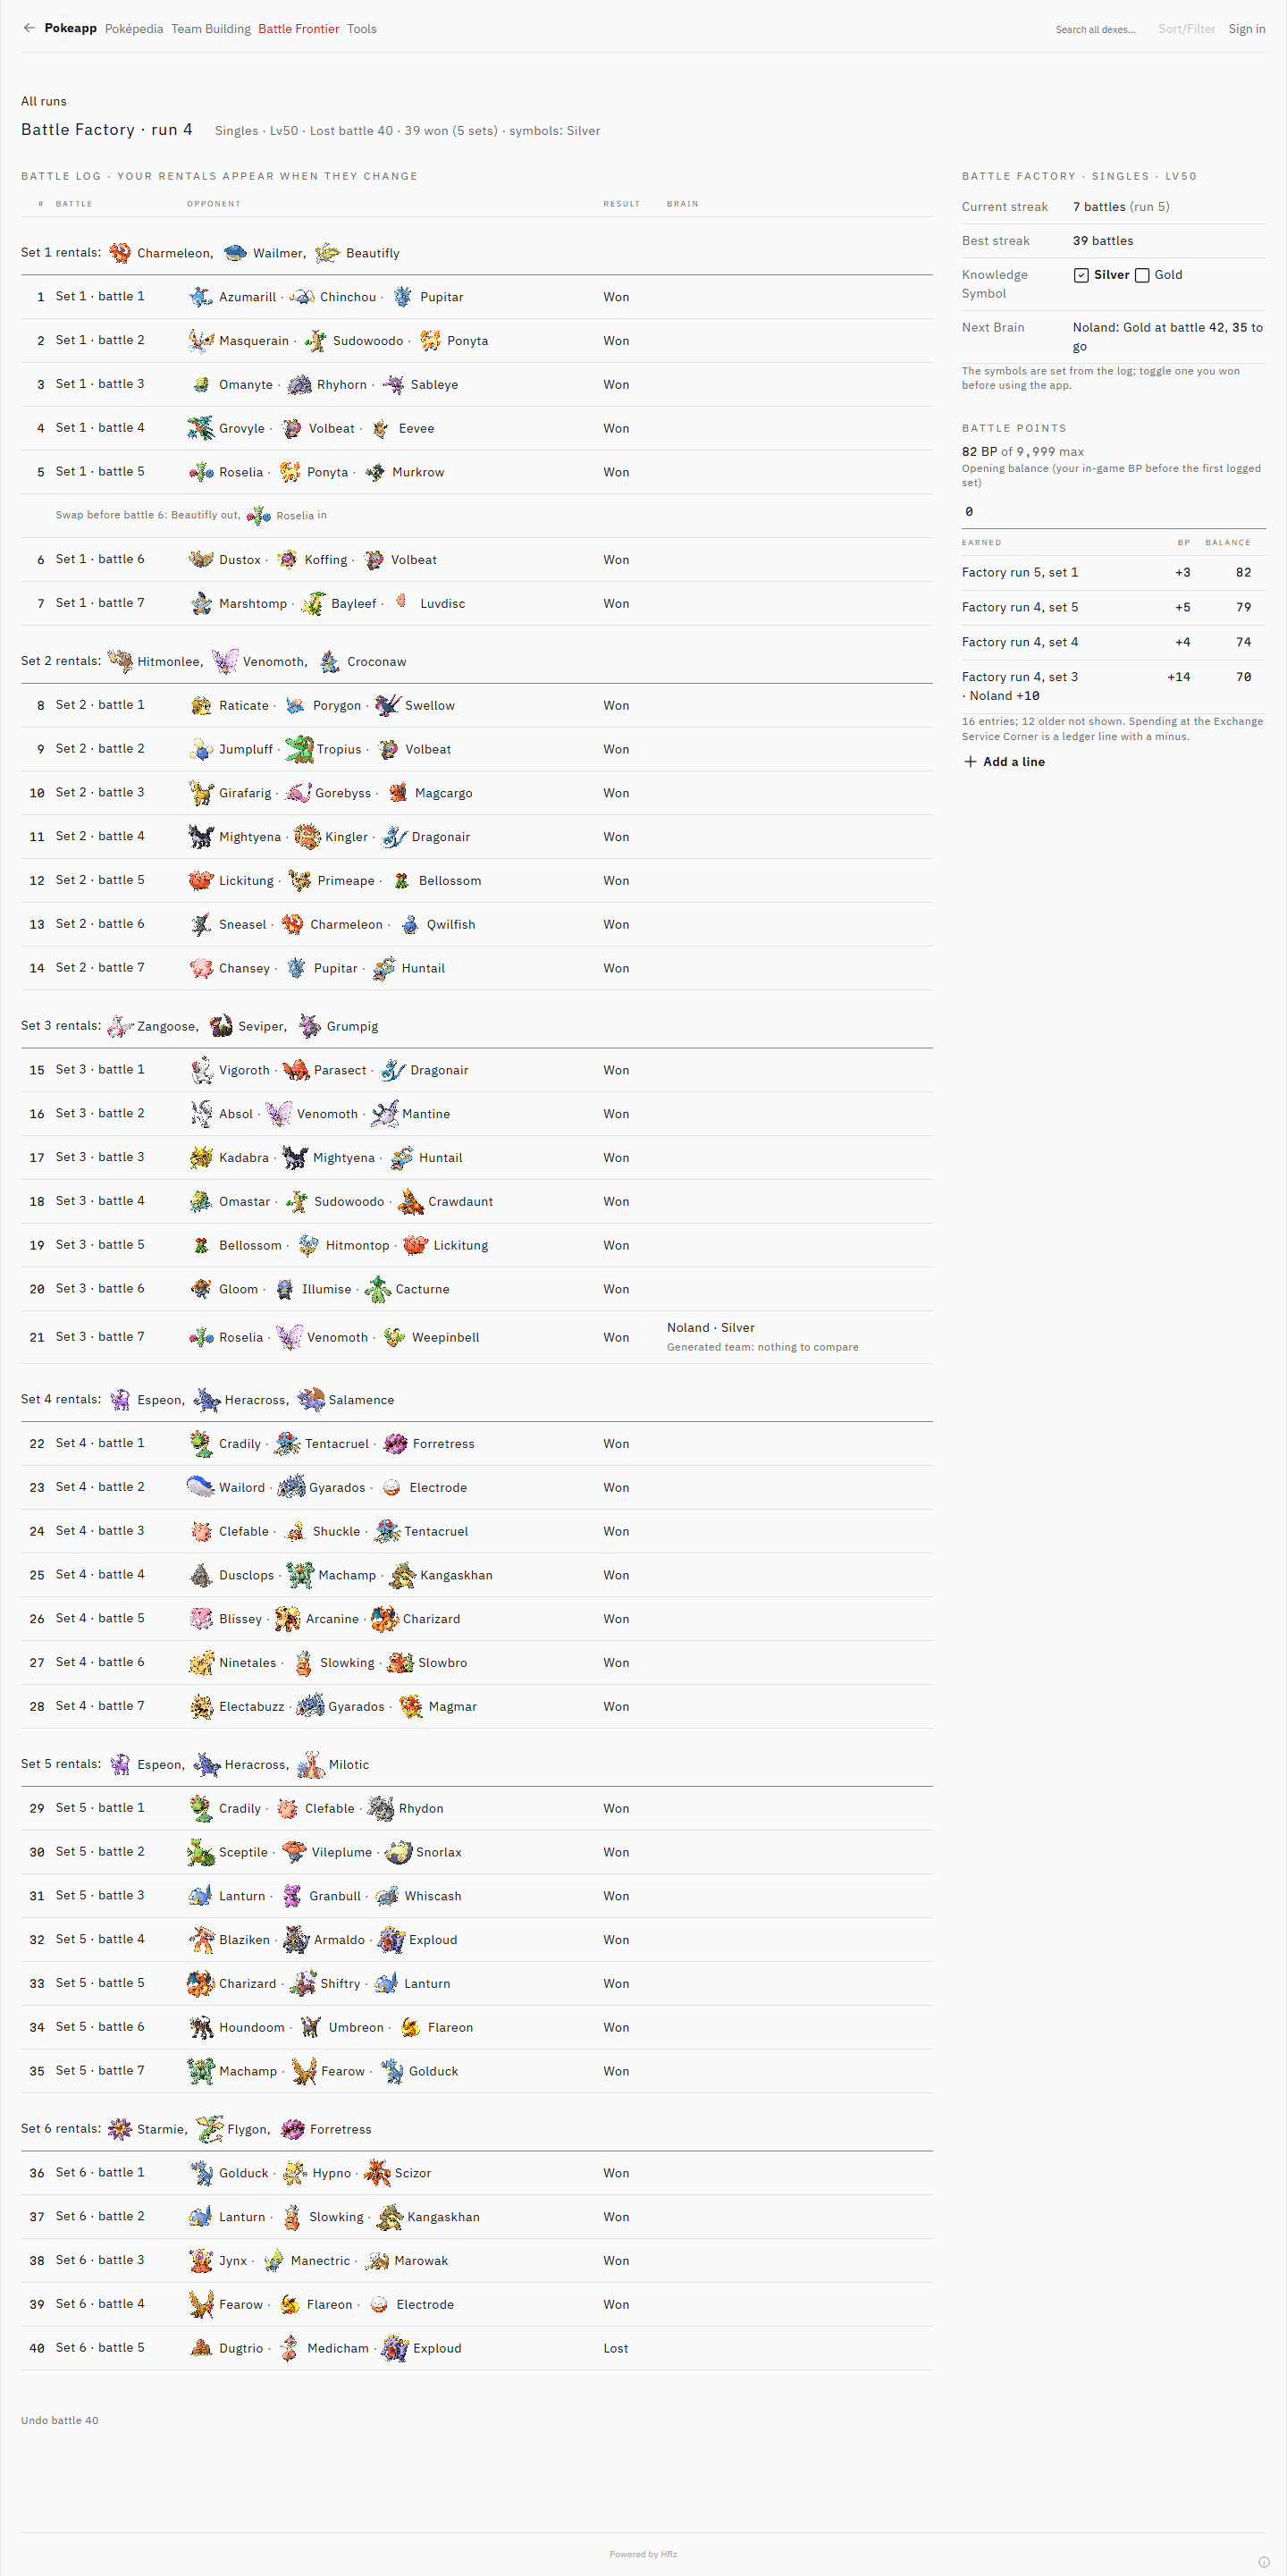 ← Pokeapp Poképedia Team Building Battle Frontier Tools Search all dexes... Sort/Filter Sign in
All runs
Battle Factory · run 4 Singles · Lv50 · Lost battle 40 · 39 won (5 sets) · symbols: Silver
BATTLE LOG · YOUR RENTALS APPEAR WHEN THEY CHANGE
# BATTLE OPPONENT RESULT BRAIN
Set 1 rentals: Charmeleon, Wailmer, Beautifly
1 Set 1 · battle 1 Azumarill · Chinchou · Pupitar Won
2 Set 1 · battle 2 Masquerain · Sudowoodo · Ponyta Won
3 Set 1 · battle 3 Omanyte · Rhyhorn · Sableye Won
4 Set 1 · battle 4 Grovyle · Volbeat · Eevee Won
5 Set 1 · battle 5 Roselia · Ponyta · Murkrow Won
Swap before battle 6: Beautifly out, Roselia in
6 Set 1 · battle 6 Dustox · Koffing · Volbeat Won
7 Set 1 · battle 7 Marshtomp · Bayleef · Luvdisc Won
Set 2 rentals: Hitmonlee, Venomoth, Croconaw
8 Set 2 · battle 1 Raticate · Porygon · Swellow Won
9 Set 2 · battle 2 Jumpluff · Tropius · Volbeat Won
10 Set 2 · battle 3 Girafarig · Gorebyss · Magcargo Won
11 Set 2 · battle 4 Mightyena · Kingler · Dragonair Won
12 Set 2 · battle 5 Lickitung · Primeape · Bellossom Won
13 Set 2 · battle 6 Sneasel · Charmeleon · Qwilfish Won
14 Set 2 · battle 7 Chansey · Pupitar · Huntail Won
Set 3 rentals: Zangoose, Seviper, Grumpig
15 Set 3 · battle 1 Vigoroth · Parasect · Dragonair Won
16 Set 3 · battle 2 Absol · Venomoth · Mantine Won
17 Set 3 · battle 3 Kadabra · Mightyena · Huntail Won
18 Set 3 · battle 4 Omastar · Sudowoodo · Crawdaunt Won
19 Set 3 · battle 5 Bellossom · Hitmontop · Lickitung Won
20 Set 3 · battle 6 Gloom · Illumise · Cacturne Won
21 Set 3 · battle 7 Roselia · Venomoth · Weepinbell Won Noland · Silver
Generated team: nothing to compare
Set 4 rentals: Espeon, Heracross, Salamence
22 Set 4 · battle 1 Cradily · Tentacruel · Forretress Won
23 Set 4 · battle 2 Wailord · Gyarados · Electrode Won
24 Set 4 · battle 3 Clefable · Shuckle · Tentacruel Won
25 Set 4 · battle 4 Dusclops · Machamp · Kangaskhan Won
26 Set 4 · battle 5 Blissey · Arcanine · Charizard Won
27 Set 4 · battle 6 Ninetales · Slowking · Slowbro Won
28 Set 4 · battle 7 Electabuzz · Gyarados · Magmar Won
Set 5 rentals: Espeon, Heracross, Milotic
29 Set 5 · battle 1 Cradily · Clefable · Rhydon Won
30 Set 5 · battle 2 Sceptile · Vileplume · Snorlax Won
31 Set 5 · battle 3 Lanturn · Granbull · Whiscash Won
32 Set 5 · battle 4 Blaziken · Armaldo · Exploud Won
33 Set 5 · battle 5 Charizard · Shiftry · Lanturn Won
34 Set 5 · battle 6 Houndoom · Umbreon · Flareon Won
35 Set 5 · battle 7 Machamp · Fearow · Golduck Won
Set 6 rentals: Starmie, Flygon, Forretress
36 Set 6 · battle 1 Golduck · Hypno · Scizor Won
37 Set 6 · battle 2 Lanturn · Slowking · Kangaskhan Won
38 Set 6 · battle 3 Jynx · Manectric · Marowak Won
39 Set 6 · battle 4 Fearow · Flareon · Electrode Won
40 Set 6 · battle 5 Dugtrio · Medicham · Exploud Lost
Undo battle 40
BATTLE FACTORY · SINGLES · LV50
Current streak 7 battles (run 5)
Best streak 39 battles
Knowledge Silver Gold
Symbol
Next Brain Noland: Gold at battle 42, 35 to
go
The symbols are set from the log; toggle one you won
before using the app.
BATTLE POINTS
82 BP of 9,999 max
Opening balance (your in-game BP before the first logged
set)
0
EARNED BP BALANCE
Factory run 5, set 1 +3 82
Factory run 4, set 5 +5 79
Factory run 4, set 4 +4 74
Factory run 4, set 3 +14 70
· Noland +10
16 entries; 12 older not shown. Spending at the Exchange
Service Corner is a ledger line with a minus.
+ Add a line
Powered by HRz